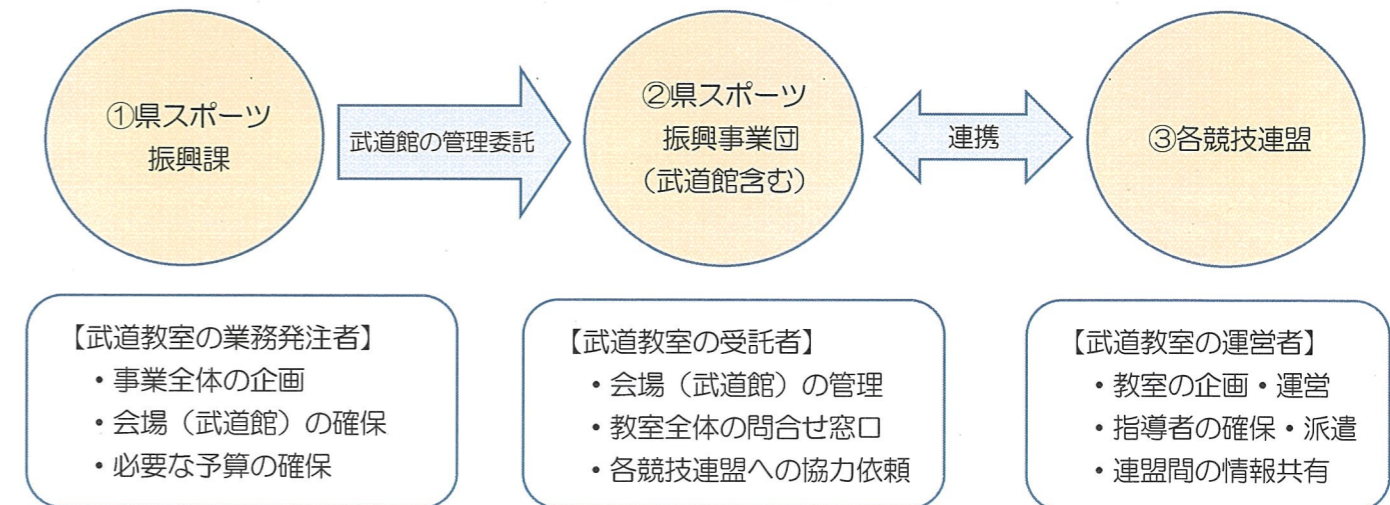 ①県スポーツ
振興課
武道館の管理委託
②県スポーツ
振興事業団
（武道館含む）
連携
③各競技連盟
【武道教室の業務発注者】
・事業全体の企画
・会場（武道館）の確保
・必要な予算の確保
【武道教室の受託者】
・会場（武道館）の管理
・教室全体の問合せ窓口
・各競技連盟への協力依頼
【武道教室の運営者】
・教室の企画・運営
・指導者の確保・派遣
・連盟間の情報共有